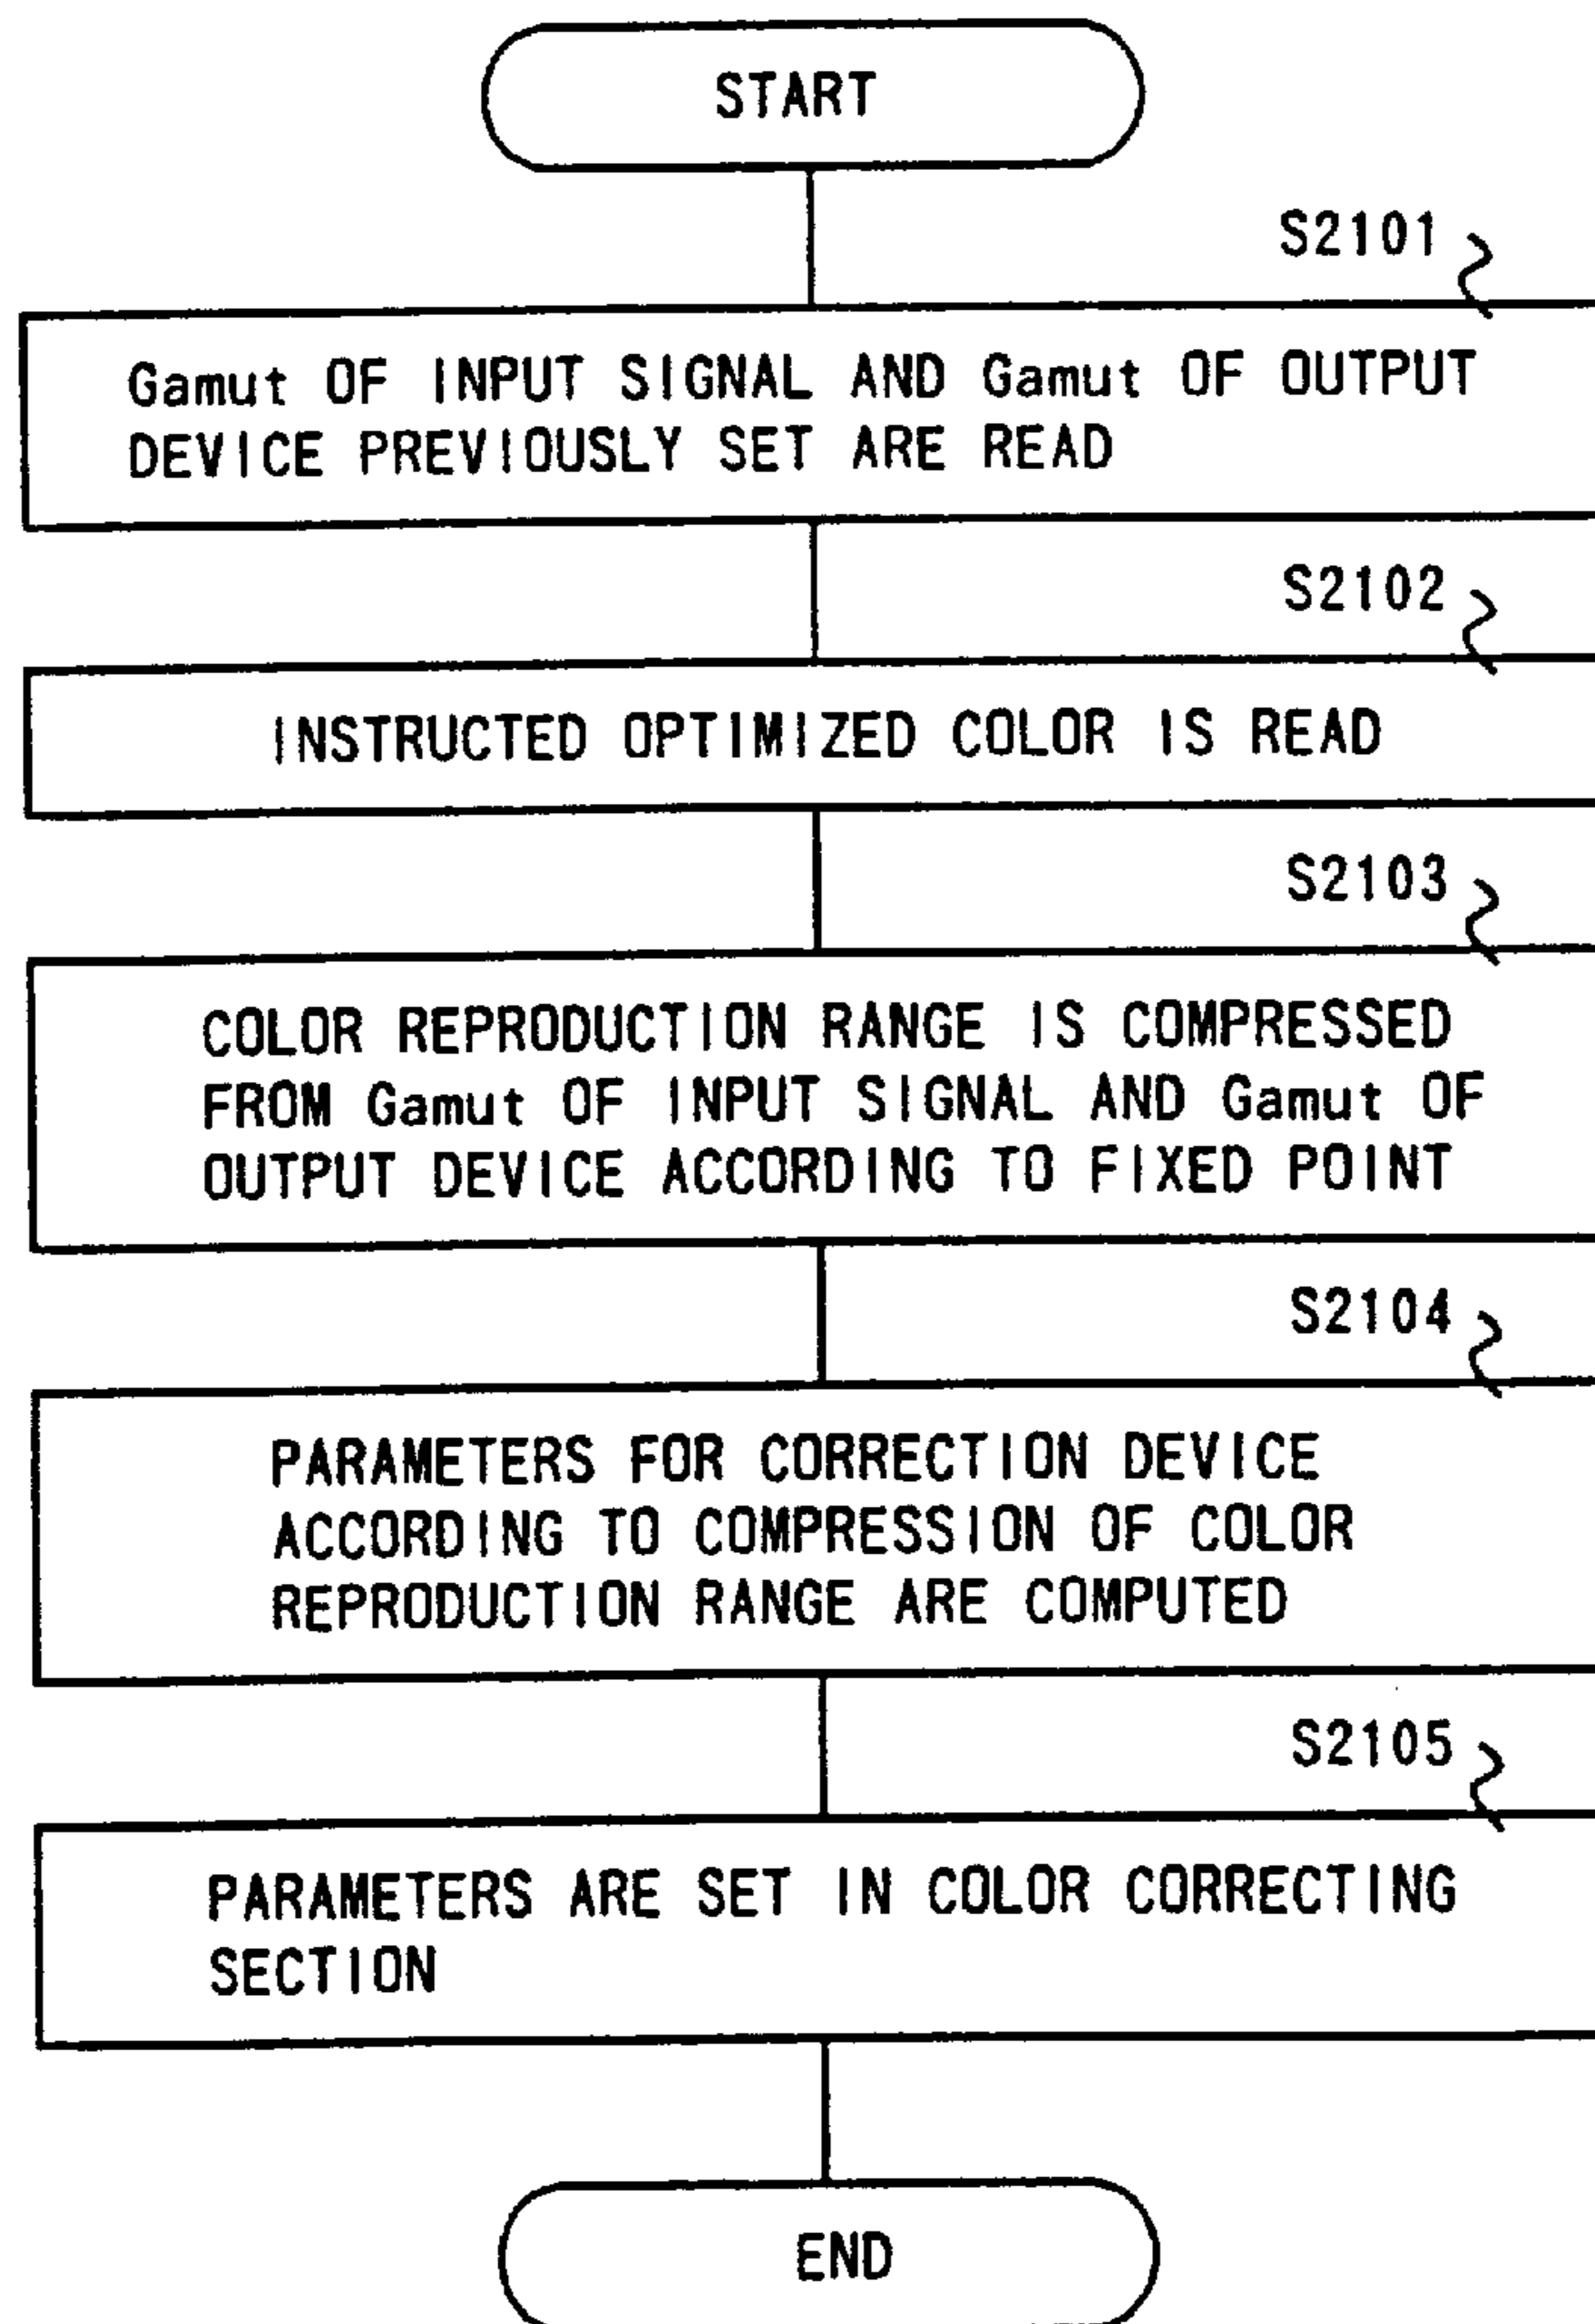 START
S2101
Gamut OF INPUT SIGNAL AND Gamut OF OUTPUT
DEVICE PREVIOUSLY SET ARE READ
S2102
INSTRUCTED OPTIMIZED COLOR IS READ
S2103
COLOR REPRODUCTION RANGE IS COMPRESSED
FROM Gamut OF INPUT SIGNAL AND Gamut OF
OUTPUT DEVICE ACCORDING TO FIXED POINT
S2104
PARAMETERS FOR CORRECTION DEVICE
ACCORDING TO COMPRESSION OF COLOR
REPRODUCTION RANGE ARE COMPUTED
S2105
PARAMETERS ARE SET IN COLOR CORRECTING
SECTION
END